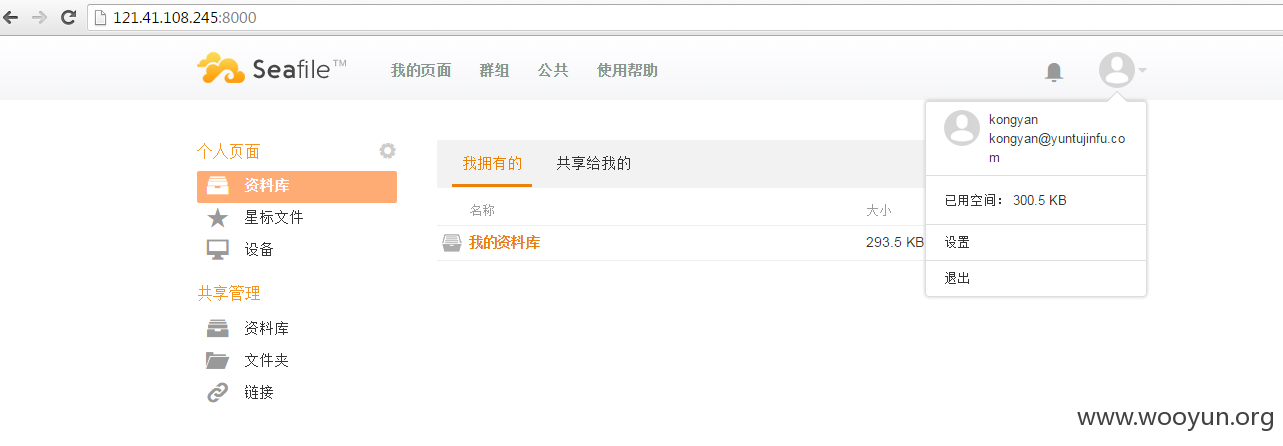 121.41.108.245:8000
Seafile™ 我的页面 群组 公共 使用帮助
kongyan
kongyan@yuntujinfu.co
m
已用空间： 300.5 KB
设置
退出
个人页面
资料库
星标文件
设备
共享管理
资料库
文件夹
链接
我拥有的 共享给我的
名称 大小
我的资料库 293.5 KB
www.wooyun.org